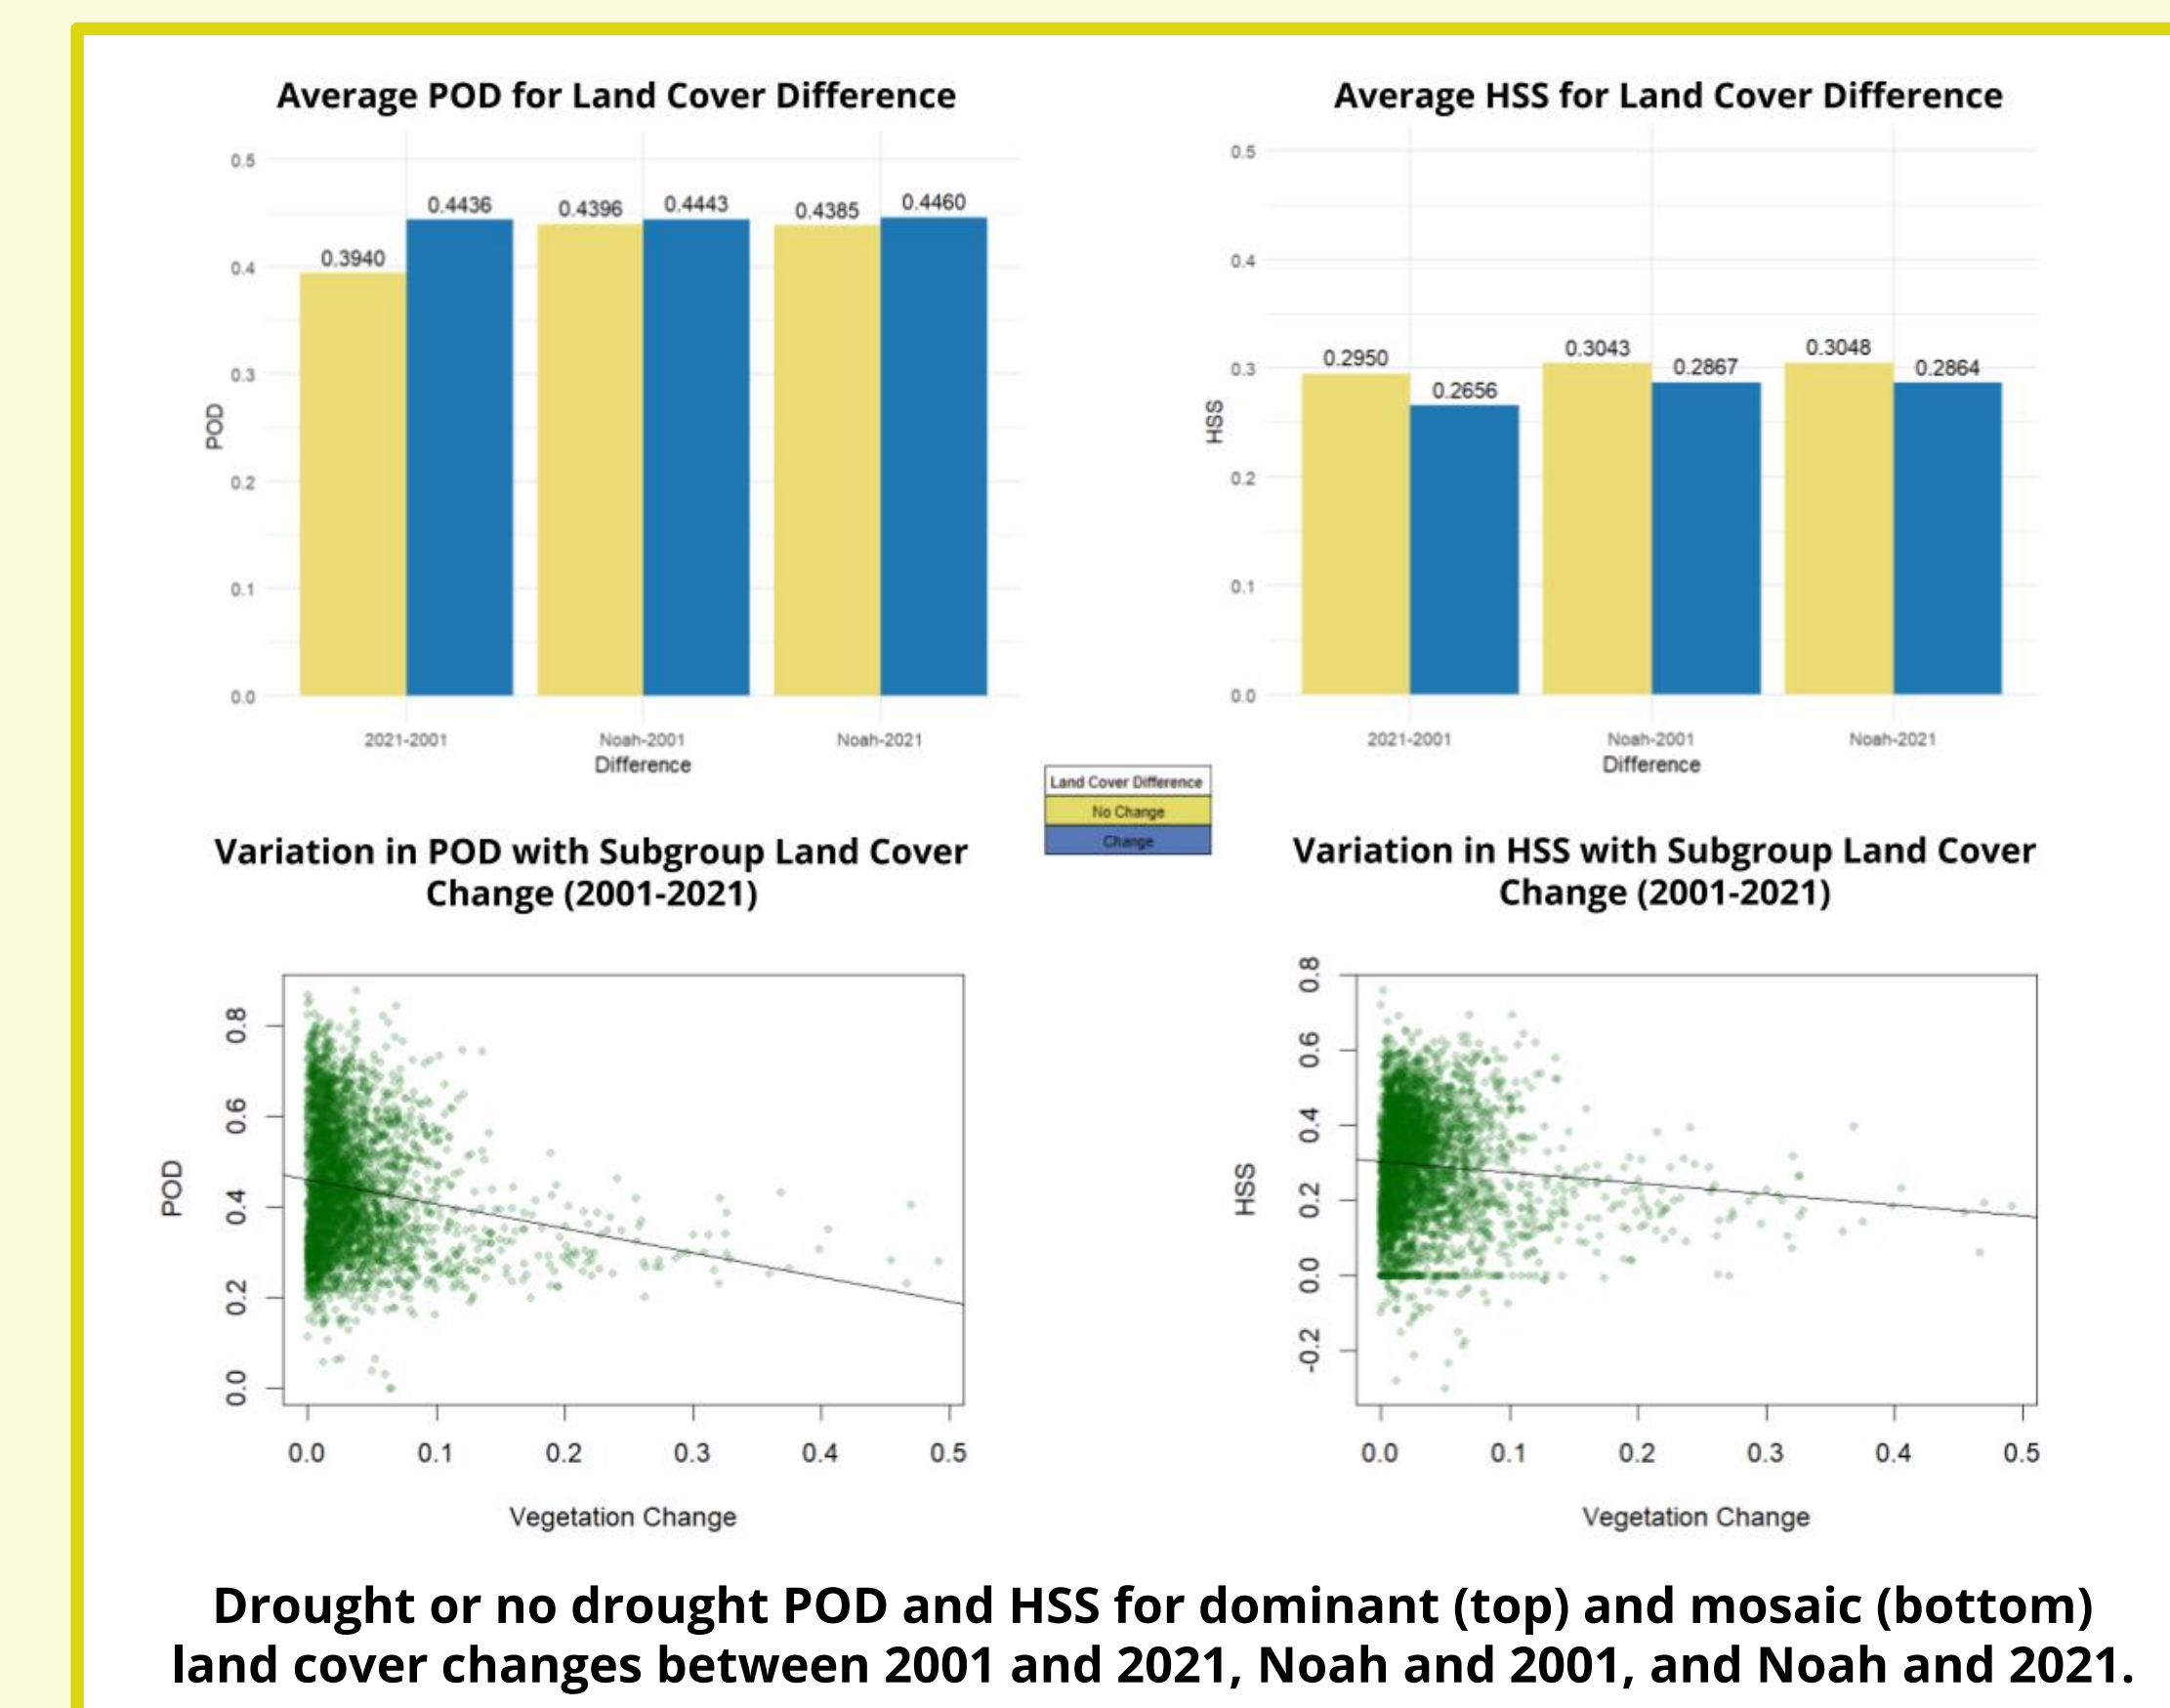 Average POD for Land Cover Difference
0.5
0.4
0.3
0.2
0.1
0.0
POD
0.3940
0.4436
0.4396
0.4443
0.4385
0.4460
2021-2001
Noah-2001
Noah-2021
Difference
Average HSS for Land Cover Difference
0.5
0.4
0.3
0.2
0.1
0.0
HSS
0.2950
0.2656
0.3043
0.2867
0.3048
0.2864
2021-2001
Noah-2001
Noah-2021
Difference
Land Cover Difference
No Change
Change
Variation in POD with Subgroup Land Cover
Change (2001-2021)
0.8
0.6
0.4
0.2
0.0
POD
0.0 0.1 0.2 0.3 0.4 0.5
Vegetation Change
Variation in HSS with Subgroup Land Cover
Change (2001-2021)
0.8
0.6
0.4
0.2
0.0
-0.2
HSS
0.0 0.1 0.2 0.3 0.4 0.5
Vegetation Change
Drought or no drought POD and HSS for dominant (top) and mosaic (bottom)
land cover changes between 2001 and 2021, Noah and 2001, and Noah and 2021.